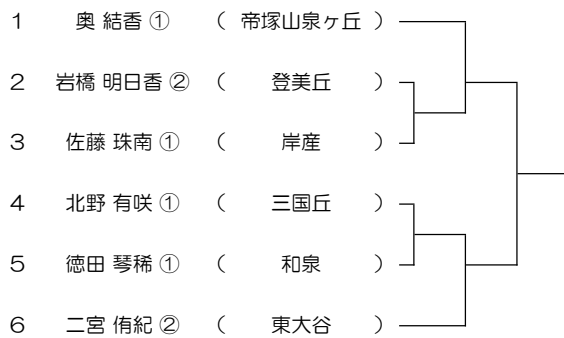 1 奥 結香 ① ( 帝塚山泉ヶ丘 )
2 岩橋 明日香 ② ( 登美丘 )
3 佐藤 珠南 ① ( 岸産 )
4 北野 有咲 ① ( 三国丘 )
5 徳田 琴稀 ① ( 和泉 )
6 二宮 侑紀 ② ( 東大谷 )